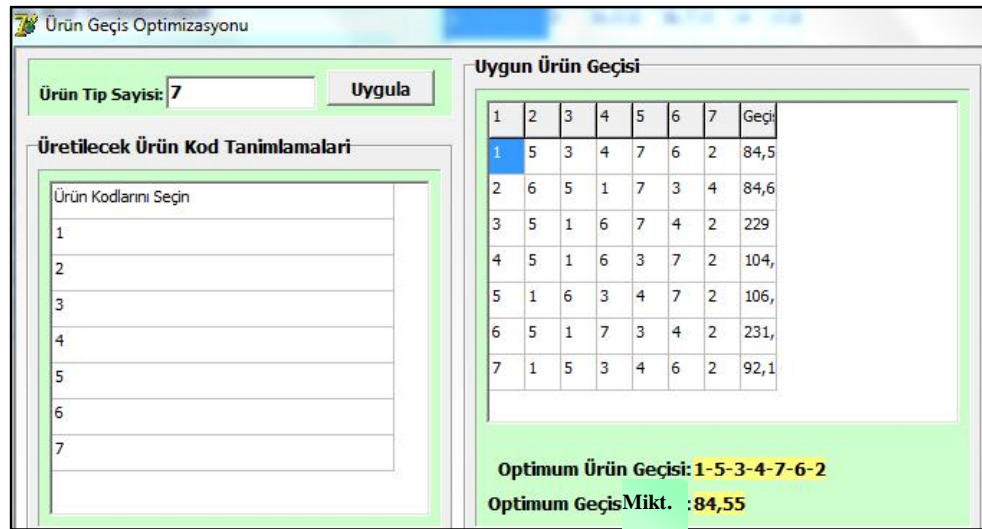 Ürün Geçis Optimizasyonu
Ürün Tip Sayisi: 7 Uygula
Üretilecek Ürün Kod Tanimlamalari
Ürün Kodlarını Seçin
1
2
3
4
5
6
7
Uygun Ürün Geçisi
1 2 3 4 5 6 7 Geçi
1 5 3 4 7 6 2 84,5
2 6 5 1 7 3 4 84,6
3 5 1 6 7 4 2 229
4 5 1 6 3 7 2 104,
5 1 6 3 4 7 2 106,
6 5 1 7 3 4 2 231,
7 1 5 3 4 6 2 92,1
Optimum Ürün Geçisi: 1-5-3-4-7-6-2
Optimum Geçis Mikt. : 84,55